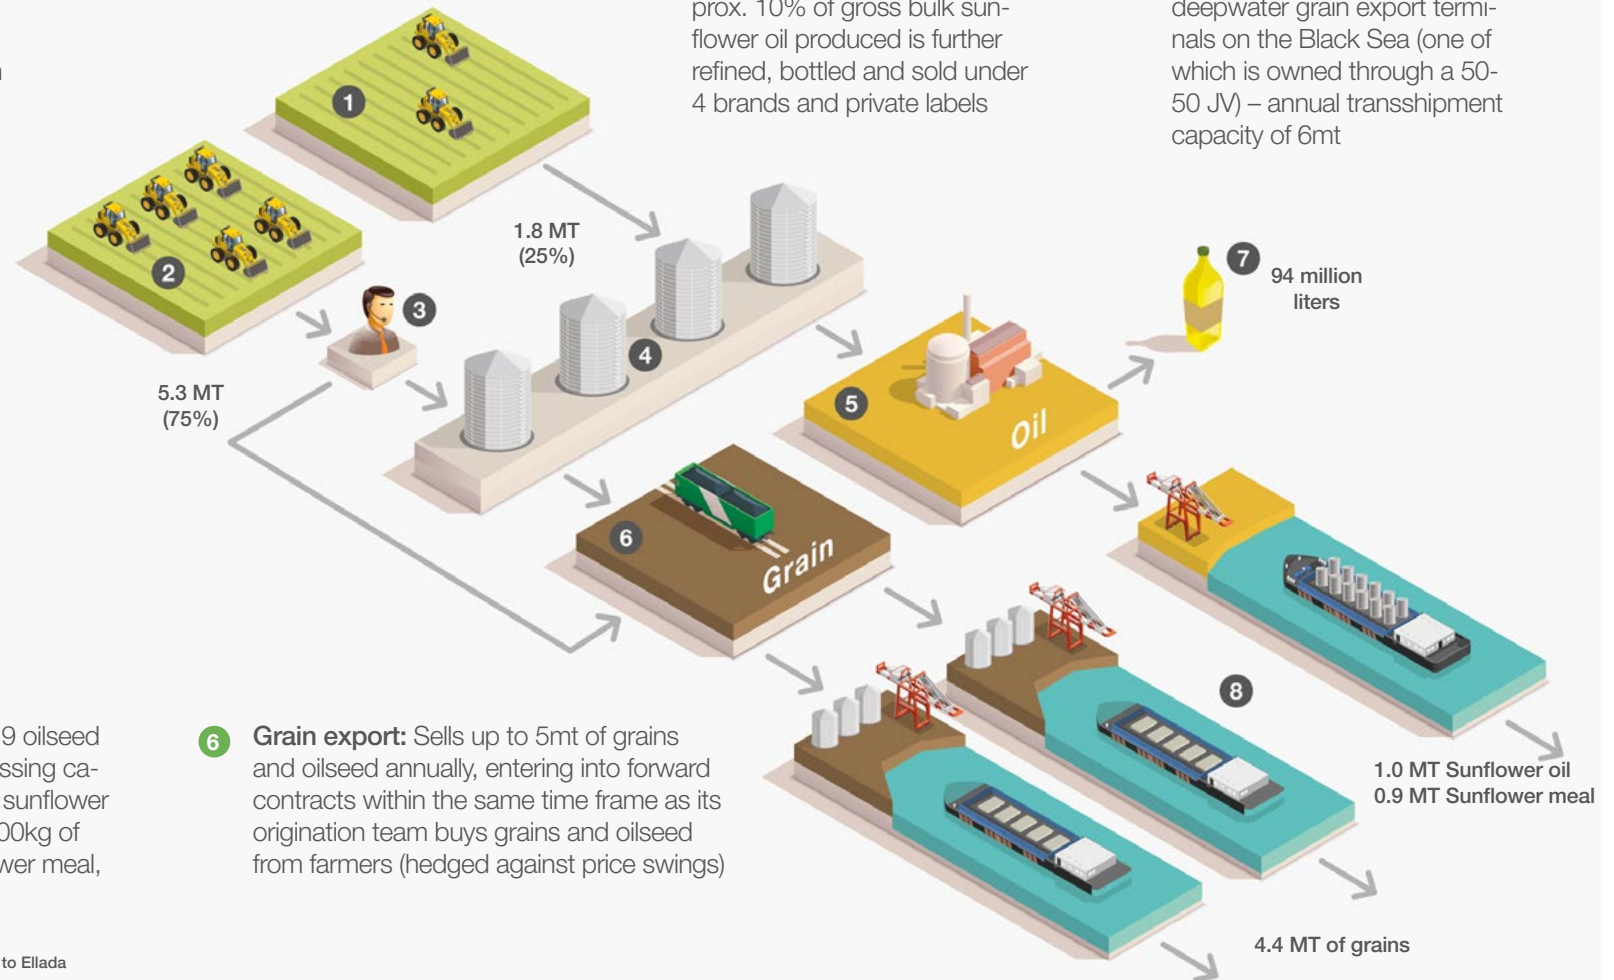 prox. 10% of gross bulk sun-
flower oil produced is further
refined, bottled and sold under
4 brands and private labels
deepwater grain export termi-
nals on the Black Sea (one of
which is owned through a 50-
50 JV) – annual transshipment
capacity of 6mt
1
2
3
4
5
6
7
8
1.8 MT
(25%)
5.3 MT
(75%)
94 million
liters
Oil
Grain
1.0 MT Sunflower oil
0.9 MT Sunflower meal
4.4 MT of grains
9 oilseed
ssing ca-
sunflower
00kg of
wer meal,
6 Grain export: Sells up to 5mt of grains
and oilseed annually, entering into forward
contracts within the same time frame as its
origination team buys grains and oilseed
from farmers (hedged against price swings)
to Ellada